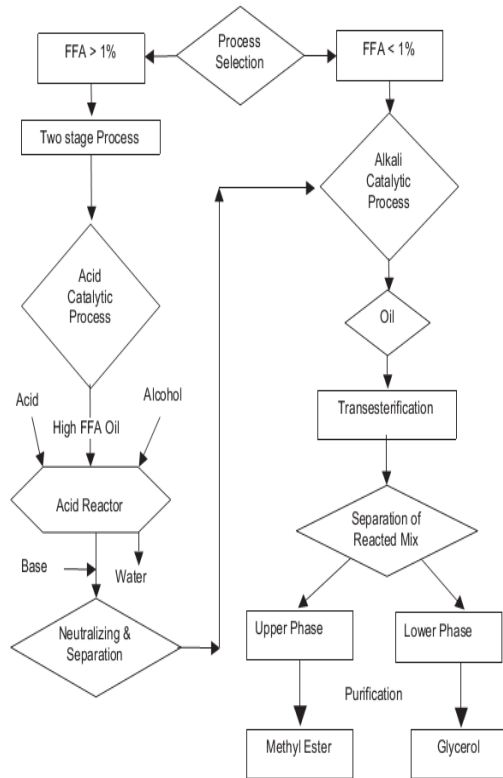 FFA > 1%
Process
Selection
FFA < 1%
Two stage Process
Alkali
Catalytic
Process
Acid
Catalytic
Process
Oil
Acid
Alcohol
High FFA Oil
Transesterification
Acid Reactor
Separation of
Reacted Mix
Base
Water
Neutralizing &
Separation
Upper Phase
Lower Phase
Purification
Methyl Ester
Glycerol